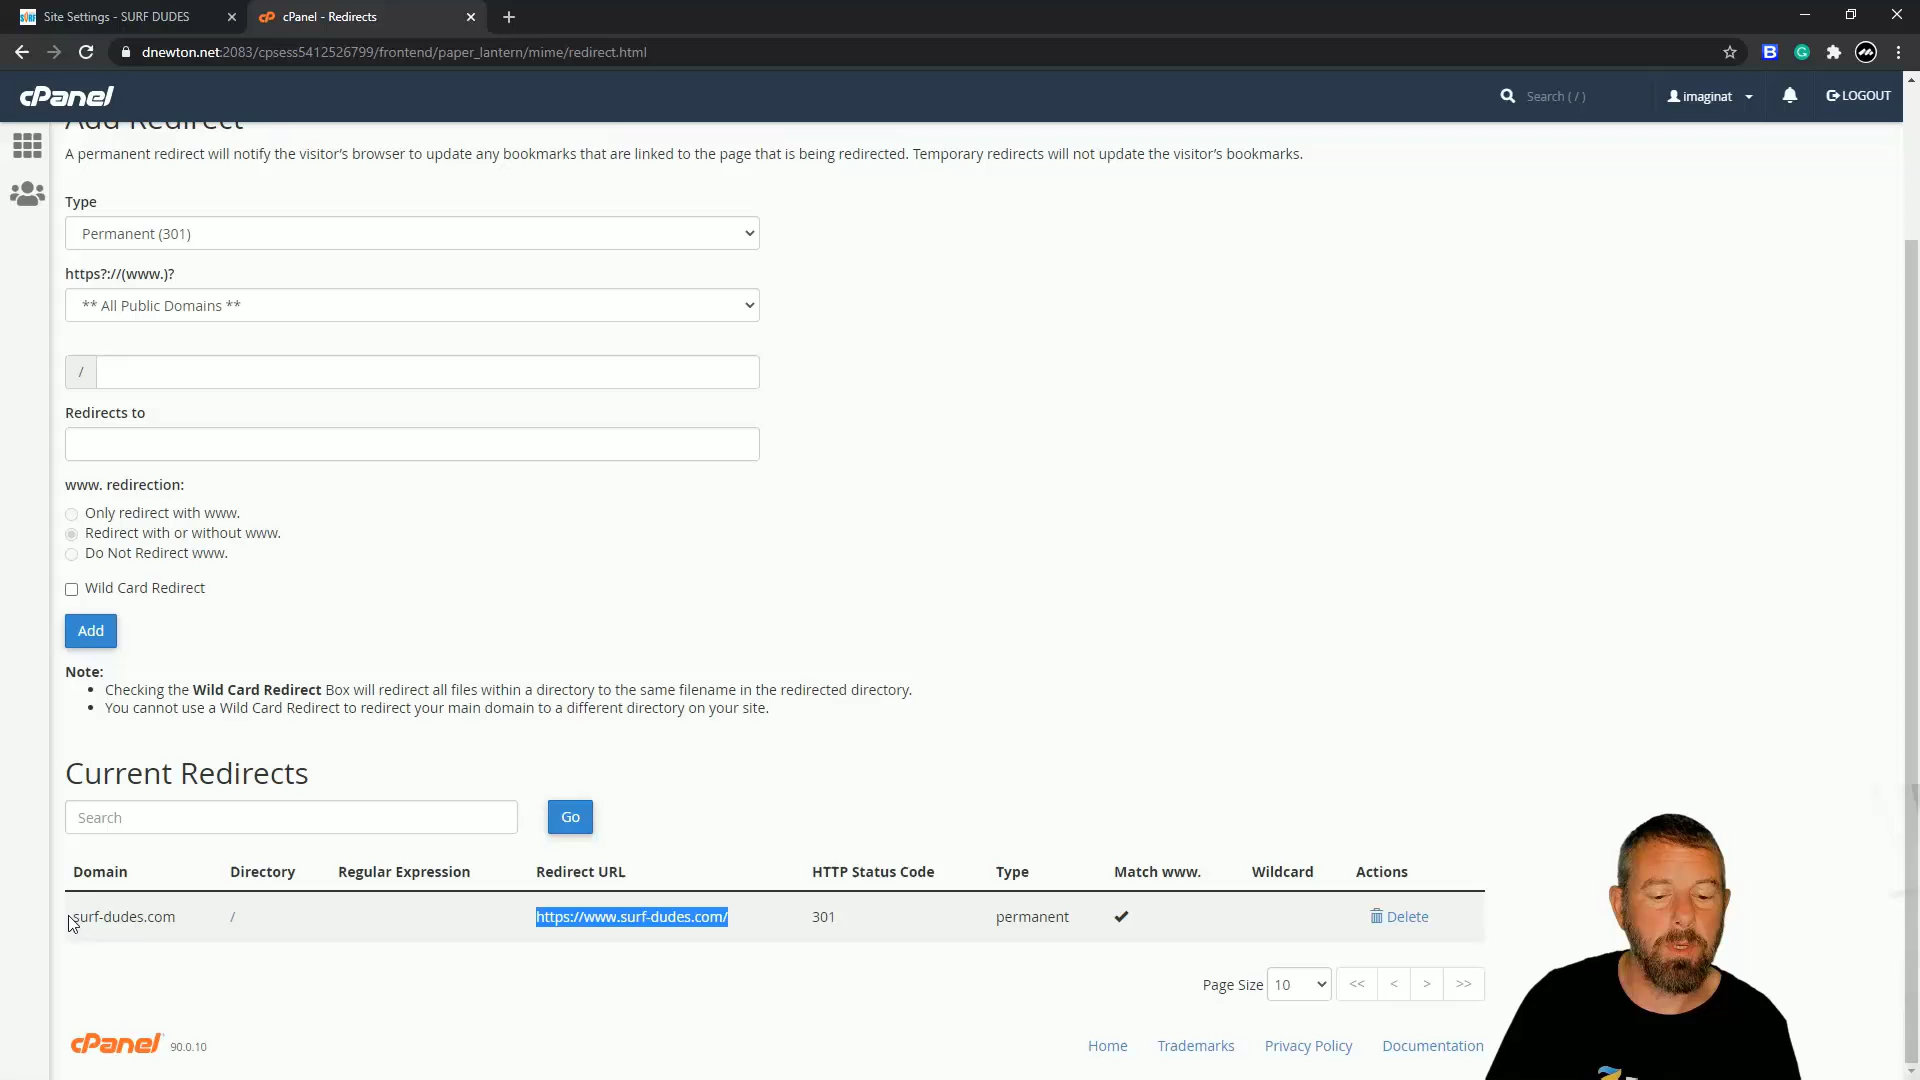 Site Settings - SURF DUDES
cPanel - Redirects
dnewton.net:2083/cpsess5412526799/frontend/paper_lantern/mime/redirect.html
cPanel
Search ( / )
imaginat
LOGOUT
Add Redirect
A permanent redirect will notify the visitor's browser to update any bookmarks that are linked to the page that is being redirected. Temporary redirects will not update the visitor's bookmarks.
Type
Permanent (301)
https?://(www.)?
** All Public Domains **
/
Redirects to
www. redirection:
Only redirect with www.
Redirect with or without www.
Do Not Redirect www.
Wild Card Redirect
Add
Note:
Checking the Wild Card Redirect Box will redirect all files within a directory to the same filename in the redirected directory.
You cannot use a Wild Card Redirect to redirect your main domain to a different directory on your site.
Current Redirects
Search
Go
Domain Directory Regular Expression Redirect URL HTTP Status Code Type Match www. Wildcard Actions
surf-dudes.com / https://www.surf-dudes.com/ 301 permanent Delete
Page Size 10 << < > >>
cPanel 90.0.10
Home Trademarks Privacy Policy Documentation